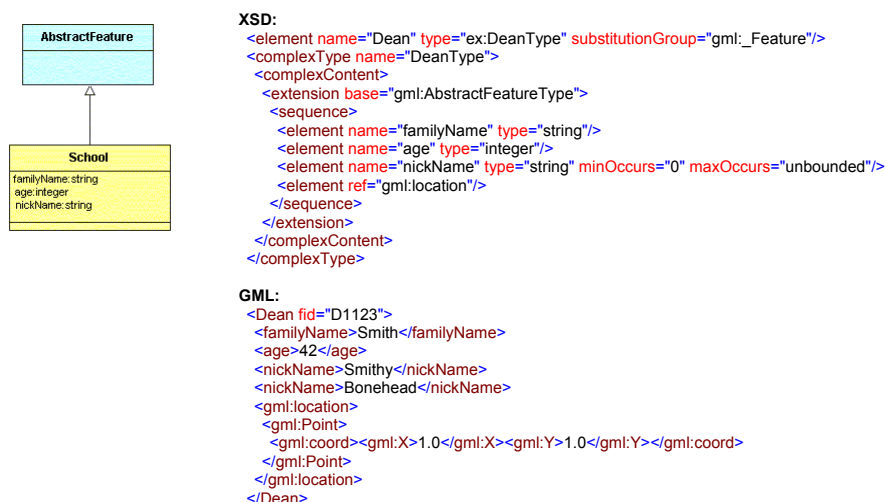 AbstractFeature
School
familyName:string
age:integer
nickName:string
XSD:
<element name="Dean" type="ex:DeanType" substitutionGroup="gml:_Feature"/>
<complexType name="DeanType">
<complexContent>
<extension base="gml:AbstractFeatureType">
<sequence>
<element name="familyName" type="string"/>
<element name="age" type="integer"/>
<element name="nickName" type="string" minOccurs="0" maxOccurs="unbounded"/>
<element ref="gml:location"/>
</sequence>
</extension>
</complexContent>
</complexType>
GML:
<Dean fid="D1123">
<familyName>Smith</familyName>
<age>42</age>
<nickName>Smithy</nickName>
<nickName>Bonehead</nickName>
<gml:location>
<gml:Point>
<gml:coord><gml:X>1.0</gml:X><gml:Y>1.0</gml:Y></gml:coord>
</gml:Point>
</gml:location>
</Dean>